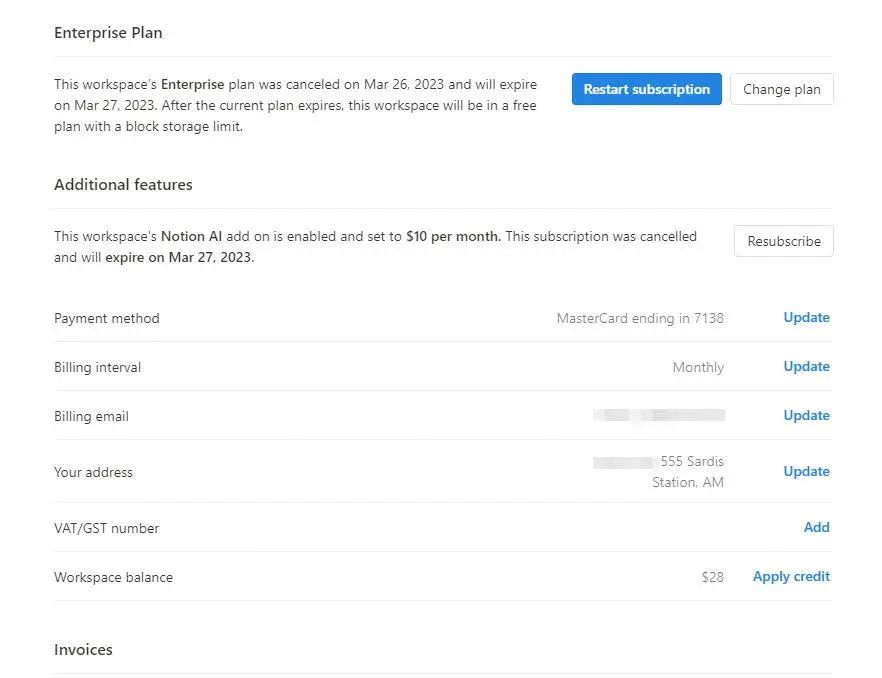 Enterprise Plan
This workspace's Enterprise plan was canceled on Mar 26, 2023 and will expire
on Mar 27, 2023. After the current plan expires, this workspace will be in a free
plan with a block storage limit.
Restart subscription
Change plan
Additional features
This workspace's Notion AI add on is enabled and set to $10 per month. This subscription was cancelled
and will expire on Mar 27, 2023.
Resubscribe
Payment method MasterCard ending in 7138 Update
Billing interval Monthly Update
Billing email Update
Your address 555 Sardis
Station, AM Update
VAT/GST number Add
Workspace balance $28 Apply credit
Invoices